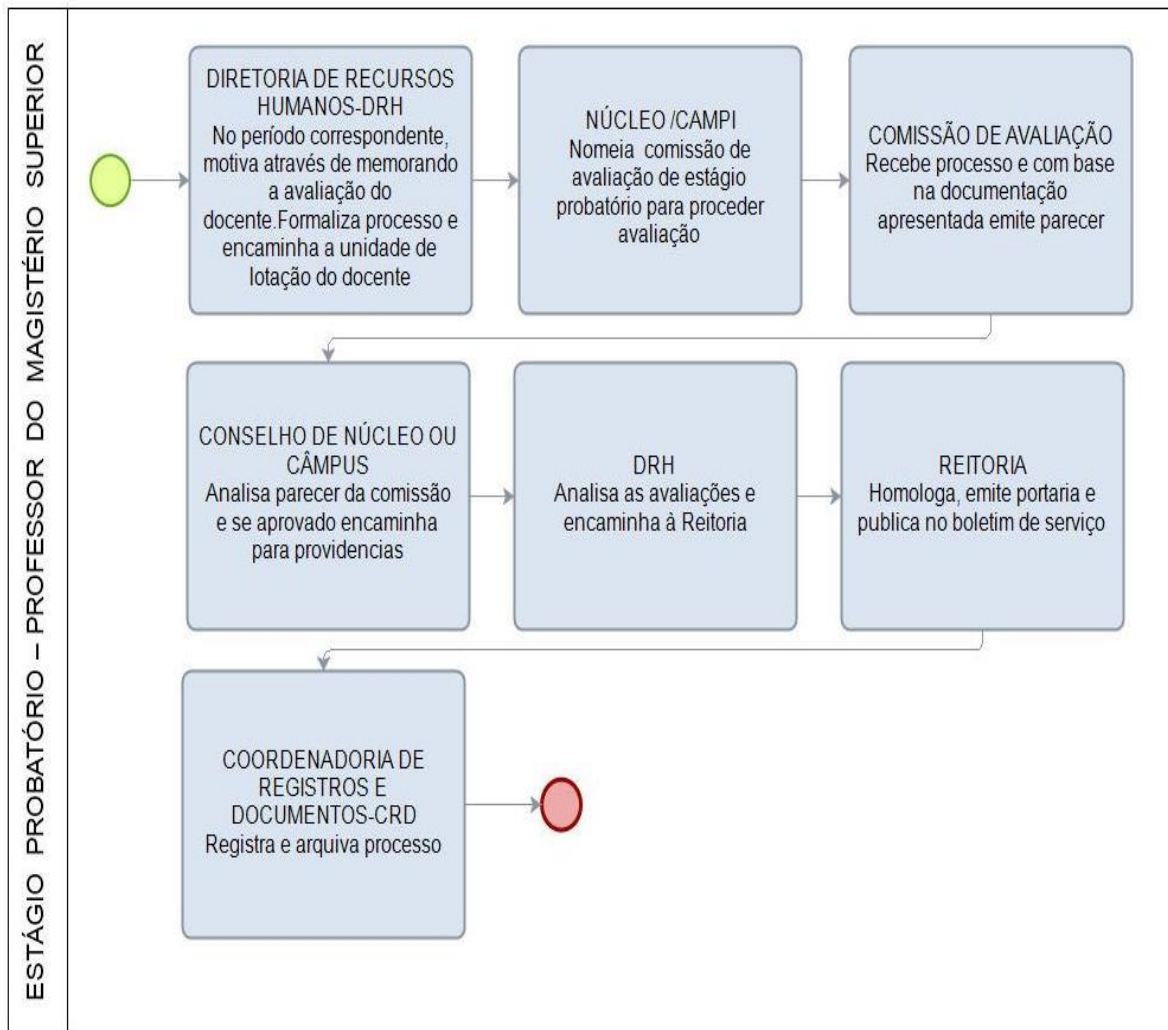 ESTÁGIO PROBATÓRIO – PROFESSOR DO MAGISTÉRIO SUPERIOR
DIRETORIA DE RECURSOS
HUMANOS-DRH
No período correspondente,
motiva através de memorando
a avaliação do
docente.Formaliza processo e
encaminha a unidade de
lotação do docente
NÚCLEO /CAMPI
Nomeia comissão de
avaliação de estágio
probatório para proceder
avaliação
COMISSÃO DE AVALIAÇÃO
Recebe processo e com base
na documentação
apresentada emite parecer
CONSELHO DE NÚCLEO OU
CÂMPUS
Analisa parecer da comissão
e se aprovado encaminha
para providencias
DRH
Analisa as avaliações e
encaminha à Reitoria
REITORIA
Homologa, emite portaria e
publica no boletim de serviço
COORDENADORIA DE
REGISTROS E
DOCUMENTOS-CRD
Registra e arquiva processo